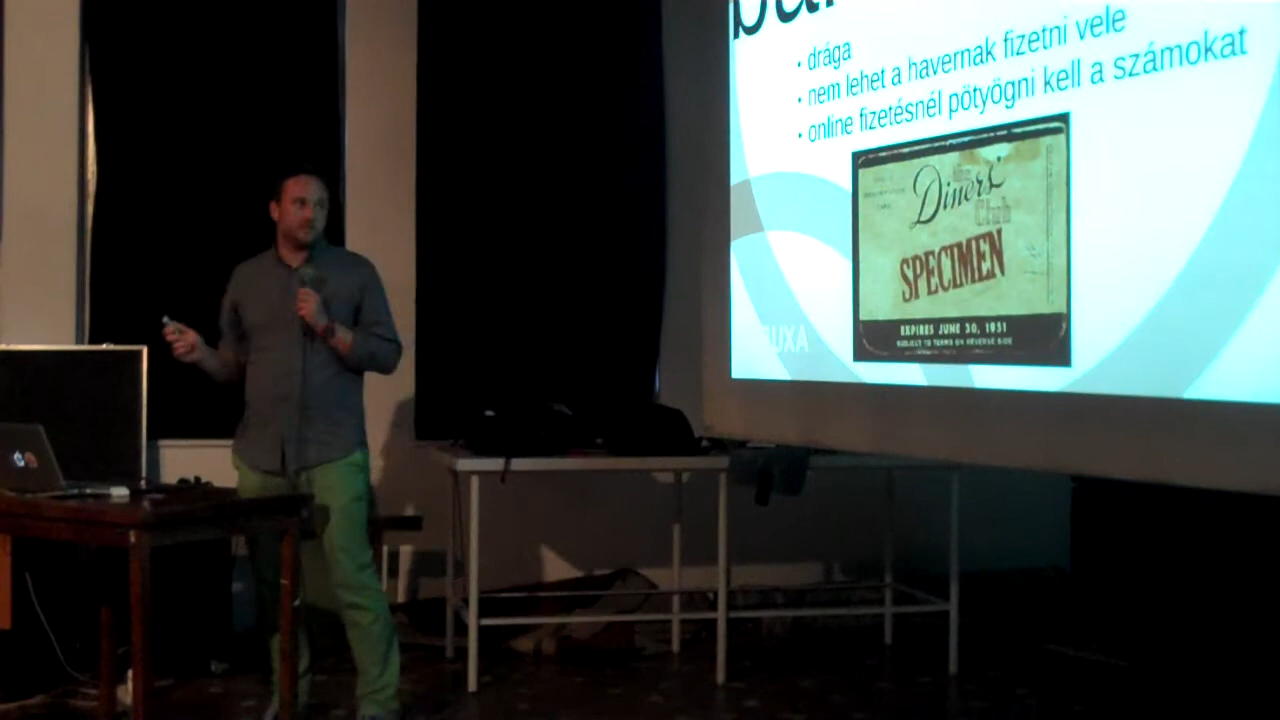 • drága
• nem lehet a havernak fizetni vele
• online fizetésnél pötyögni kell a számokat
the
Diners'
Club
SPECIMEN
EXPIRES JUNE 30, 1951
SUBJECT TO TERMS ON REVERSE SIDE